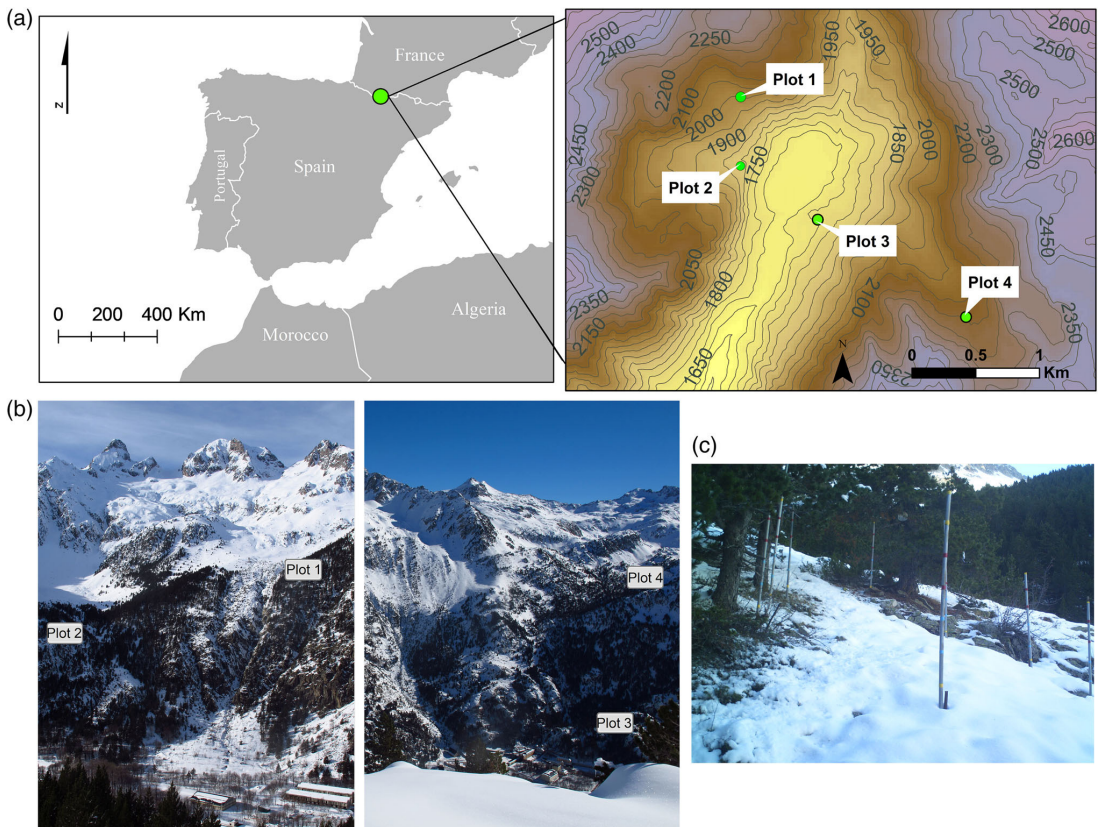 (a)
N
France
Portugal
Spain
Morocco
Algeria
0 200 400 Km
2500
2400
2250
1950
1950
2600
2500
2200
2100
2000
1900
1750
1850
2000
2200
2300
2500
2600
2450
2300
2050
1800
2450
2350
2150
1650
2100
2350
2350
Plot 1
Plot 2
Plot 3
Plot 4
N
0 0.5 1
Km
(b)
Plot 1
Plot 2
Plot 4
Plot 3
(c)